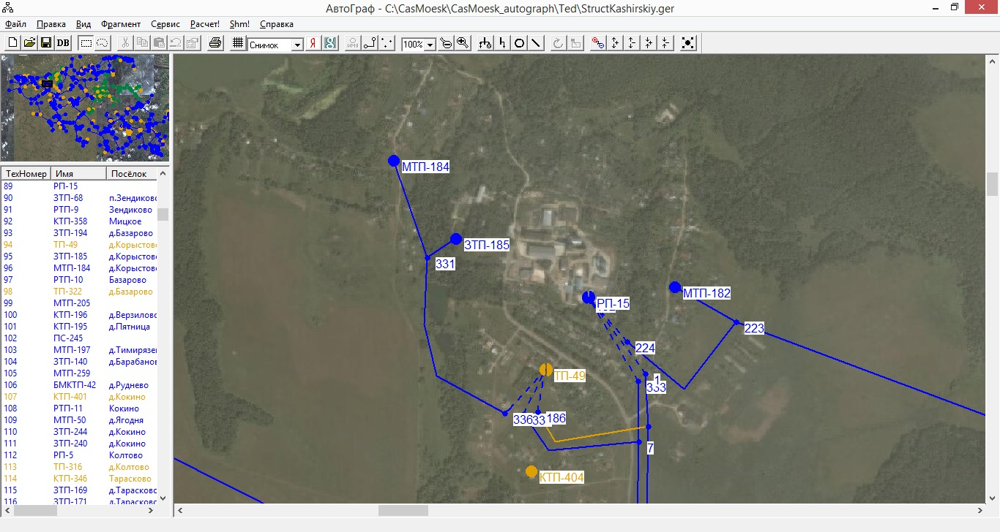 АвтоГраф - C:\CasMoesk\CasMoesk_autograph\Ted\StructKashirskiy.ger
Файл Правка Вид Фрагмент Сервис Расчет! Shm! Справка
DB Снимок Я ИМЯ 100%
ТехНомер Имя Посёлок
89 РП-15
90 ЗТП-68 п.Зендиково
91 РТП-9 Зендиково
92 КТП-358 Мицкое
93 ЗТП-194 д.Базарово
94 ТП-49 д.Корыстово
95 ЗТП-185 д.Корыстово
96 МТП-184 д.Корыстово
97 РТП-10 Базарово
98 ТП-322 д.Базарово
99 МТП-205
100 КТП-196 д.Верзилово
101 КТП-195 д.Пятница
102 ПС-245
103 МТП-197 д.Тимирязе
104 ЗТП-140 д.Барабанов
105 МТП-259
106 БМКТП-42 д.Руднево
107 КТП-401 д.Кокино
108 РТП-11 Кокино
109 МТП-50 д.Ягодня
110 ЗТП-244 д.Кокино
111 ЗТП-240 д.Кокино
112 РП-5 Колтово
113 ТП-316 д.Колтово
114 КТП-346 Тарасково
115 ЗТП-169 д.Тарасково
116 ЗТП-171 д.Тарасково
МТП-184
ЗТП-185
331
МТП-182
РП-15
223
224
ТП-49
1
333
336
33
186
7
КТП-404